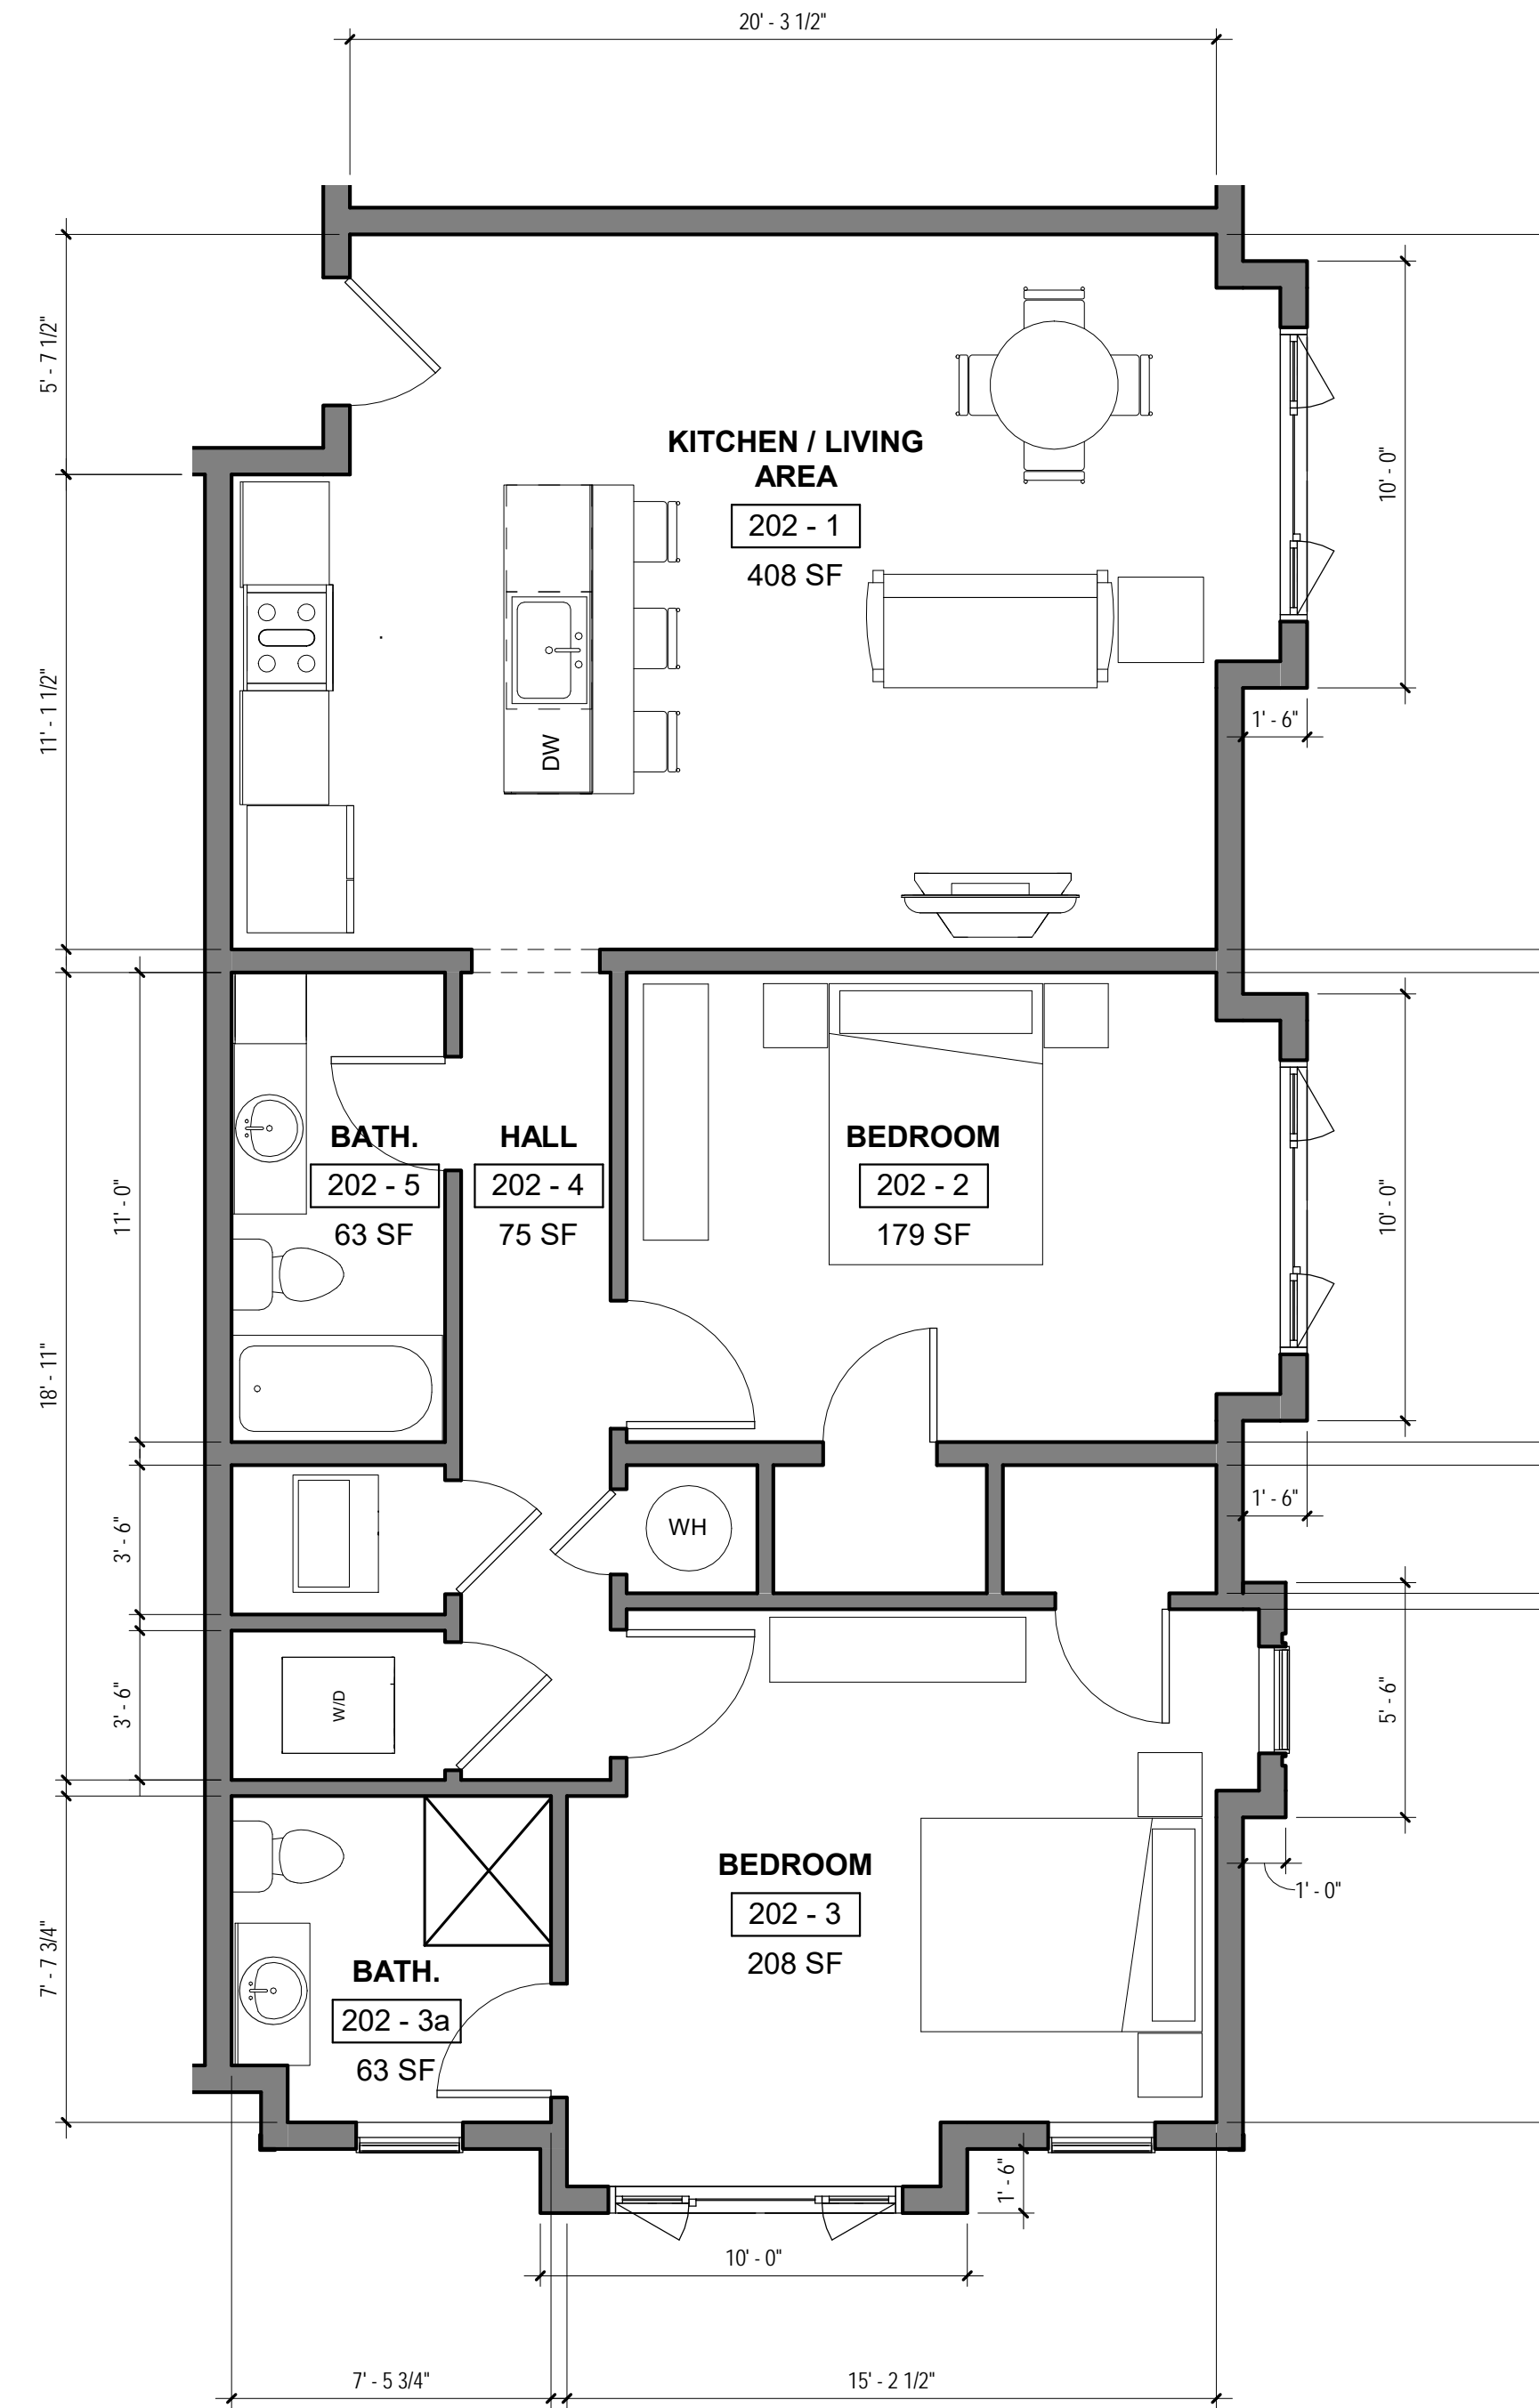 20' - 3 1/2"
5' - 7 1/2"
KITCHEN / LIVING
AREA
202 - 1
408 SF
10' - 0"
11' - 1 1/2"
1' - 6"
DW
BATH.
202 - 5
63 SF
HALL
202 - 4
75 SF
BEDROOM
202 - 2
179 SF
11' - 0"
10' - 0"
18' - 11"
1' - 6"
3' - 6"
WH
3' - 6"
W/D
5' - 6"
BEDROOM
202 - 3
208 SF
1' - 0"
7' - 7 3/4"
BATH.
202 - 3a
63 SF
1' - 6"
10' - 0"
7' - 5 3/4"
15' - 2 1/2"